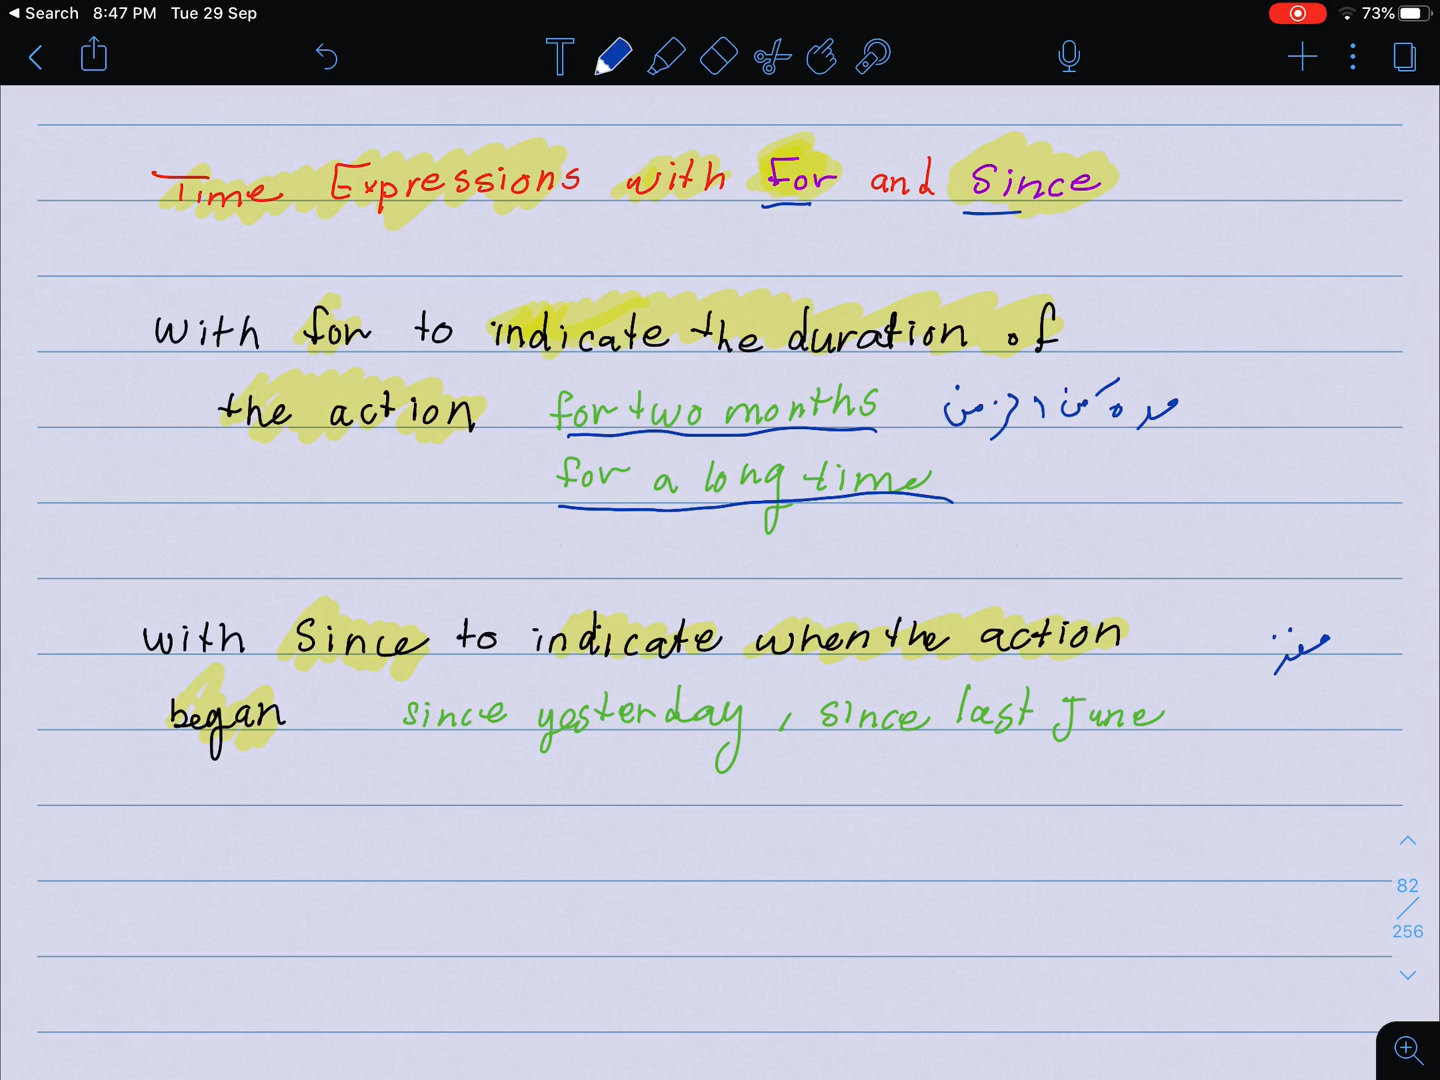 Search 8:47 PM Tue 29 Sep 73%
Time Expressions with For and Since
with for to indicate the duration of
the action for two months مدة من الزمن
for a long time
with Since to indicate when the action منذ
began since yesterday, since last June
82
256